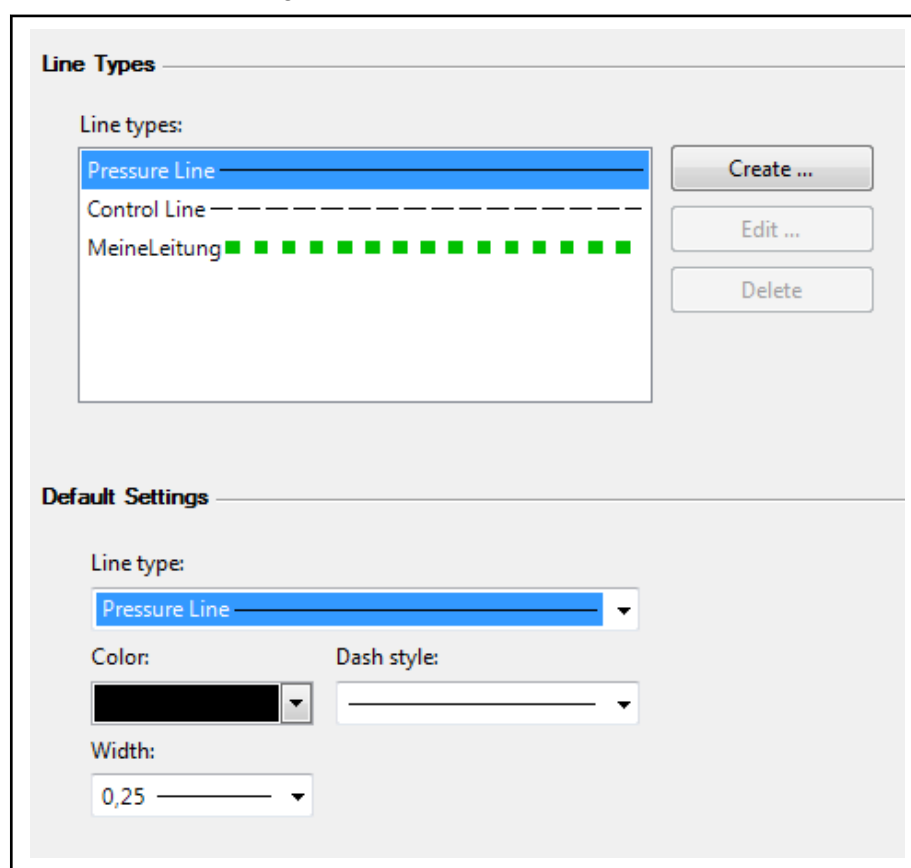 Line Types
Line types:
Pressure Line
Create ...
Control Line
Edit ...
MeineLeitung
Delete
Default Settings
Line type:
Pressure Line
Color:
Dash style:
Width:
0,25